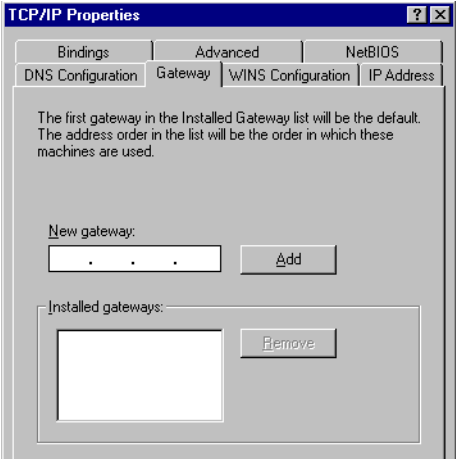 TCP/IP Properties
Bindings Advanced NetBIOS
DNS Configuration Gateway WINS Configuration IP Address
The first gateway in the Installed Gateway list will be the default.
The address order in the list will be the order in which these
machines are used.
New gateway:
. . .
Add
Installed gateways:
Remove